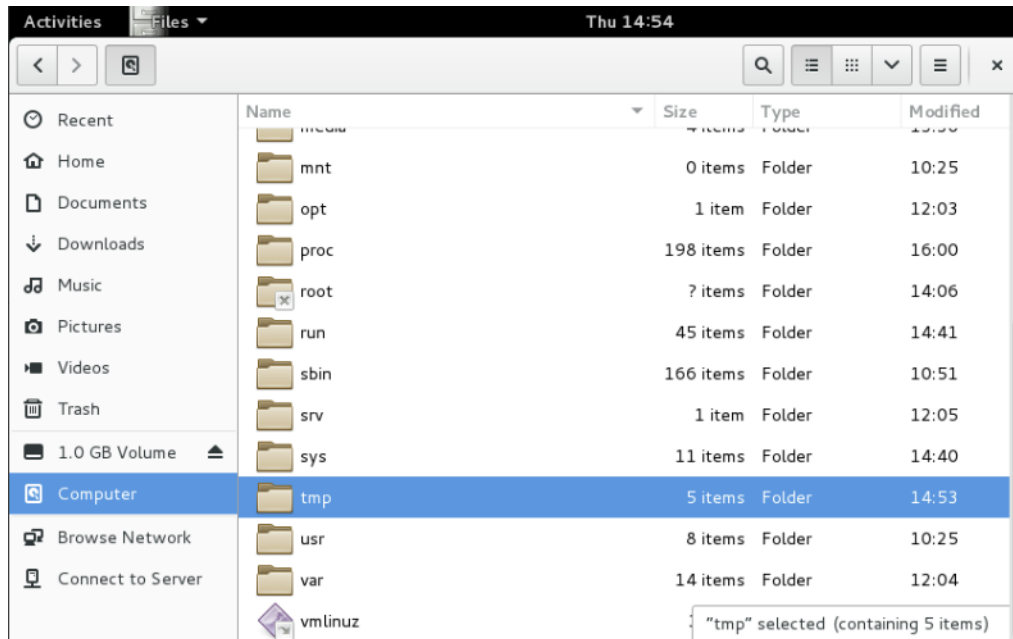 Activities Files Thu 14:54
Name Size Type Modified
Recent
media 4 items Folder
Home mnt 0 items Folder 10:25
Documents opt 1 item Folder 12:03
Downloads proc 198 items Folder 16:00
Music root ? items Folder 14:06
Pictures run 45 items Folder 14:41
Videos sbin 166 items Folder 10:51
Trash srv 1 item Folder 12:05
1.0 GB Volume sys 11 items Folder 14:40
Computer tmp 5 items Folder 14:53
Browse Network usr 8 items Folder 10:25
Connect to Server var 14 items Folder 12:04
vmlinuz "tmp" selected (containing 5 items)